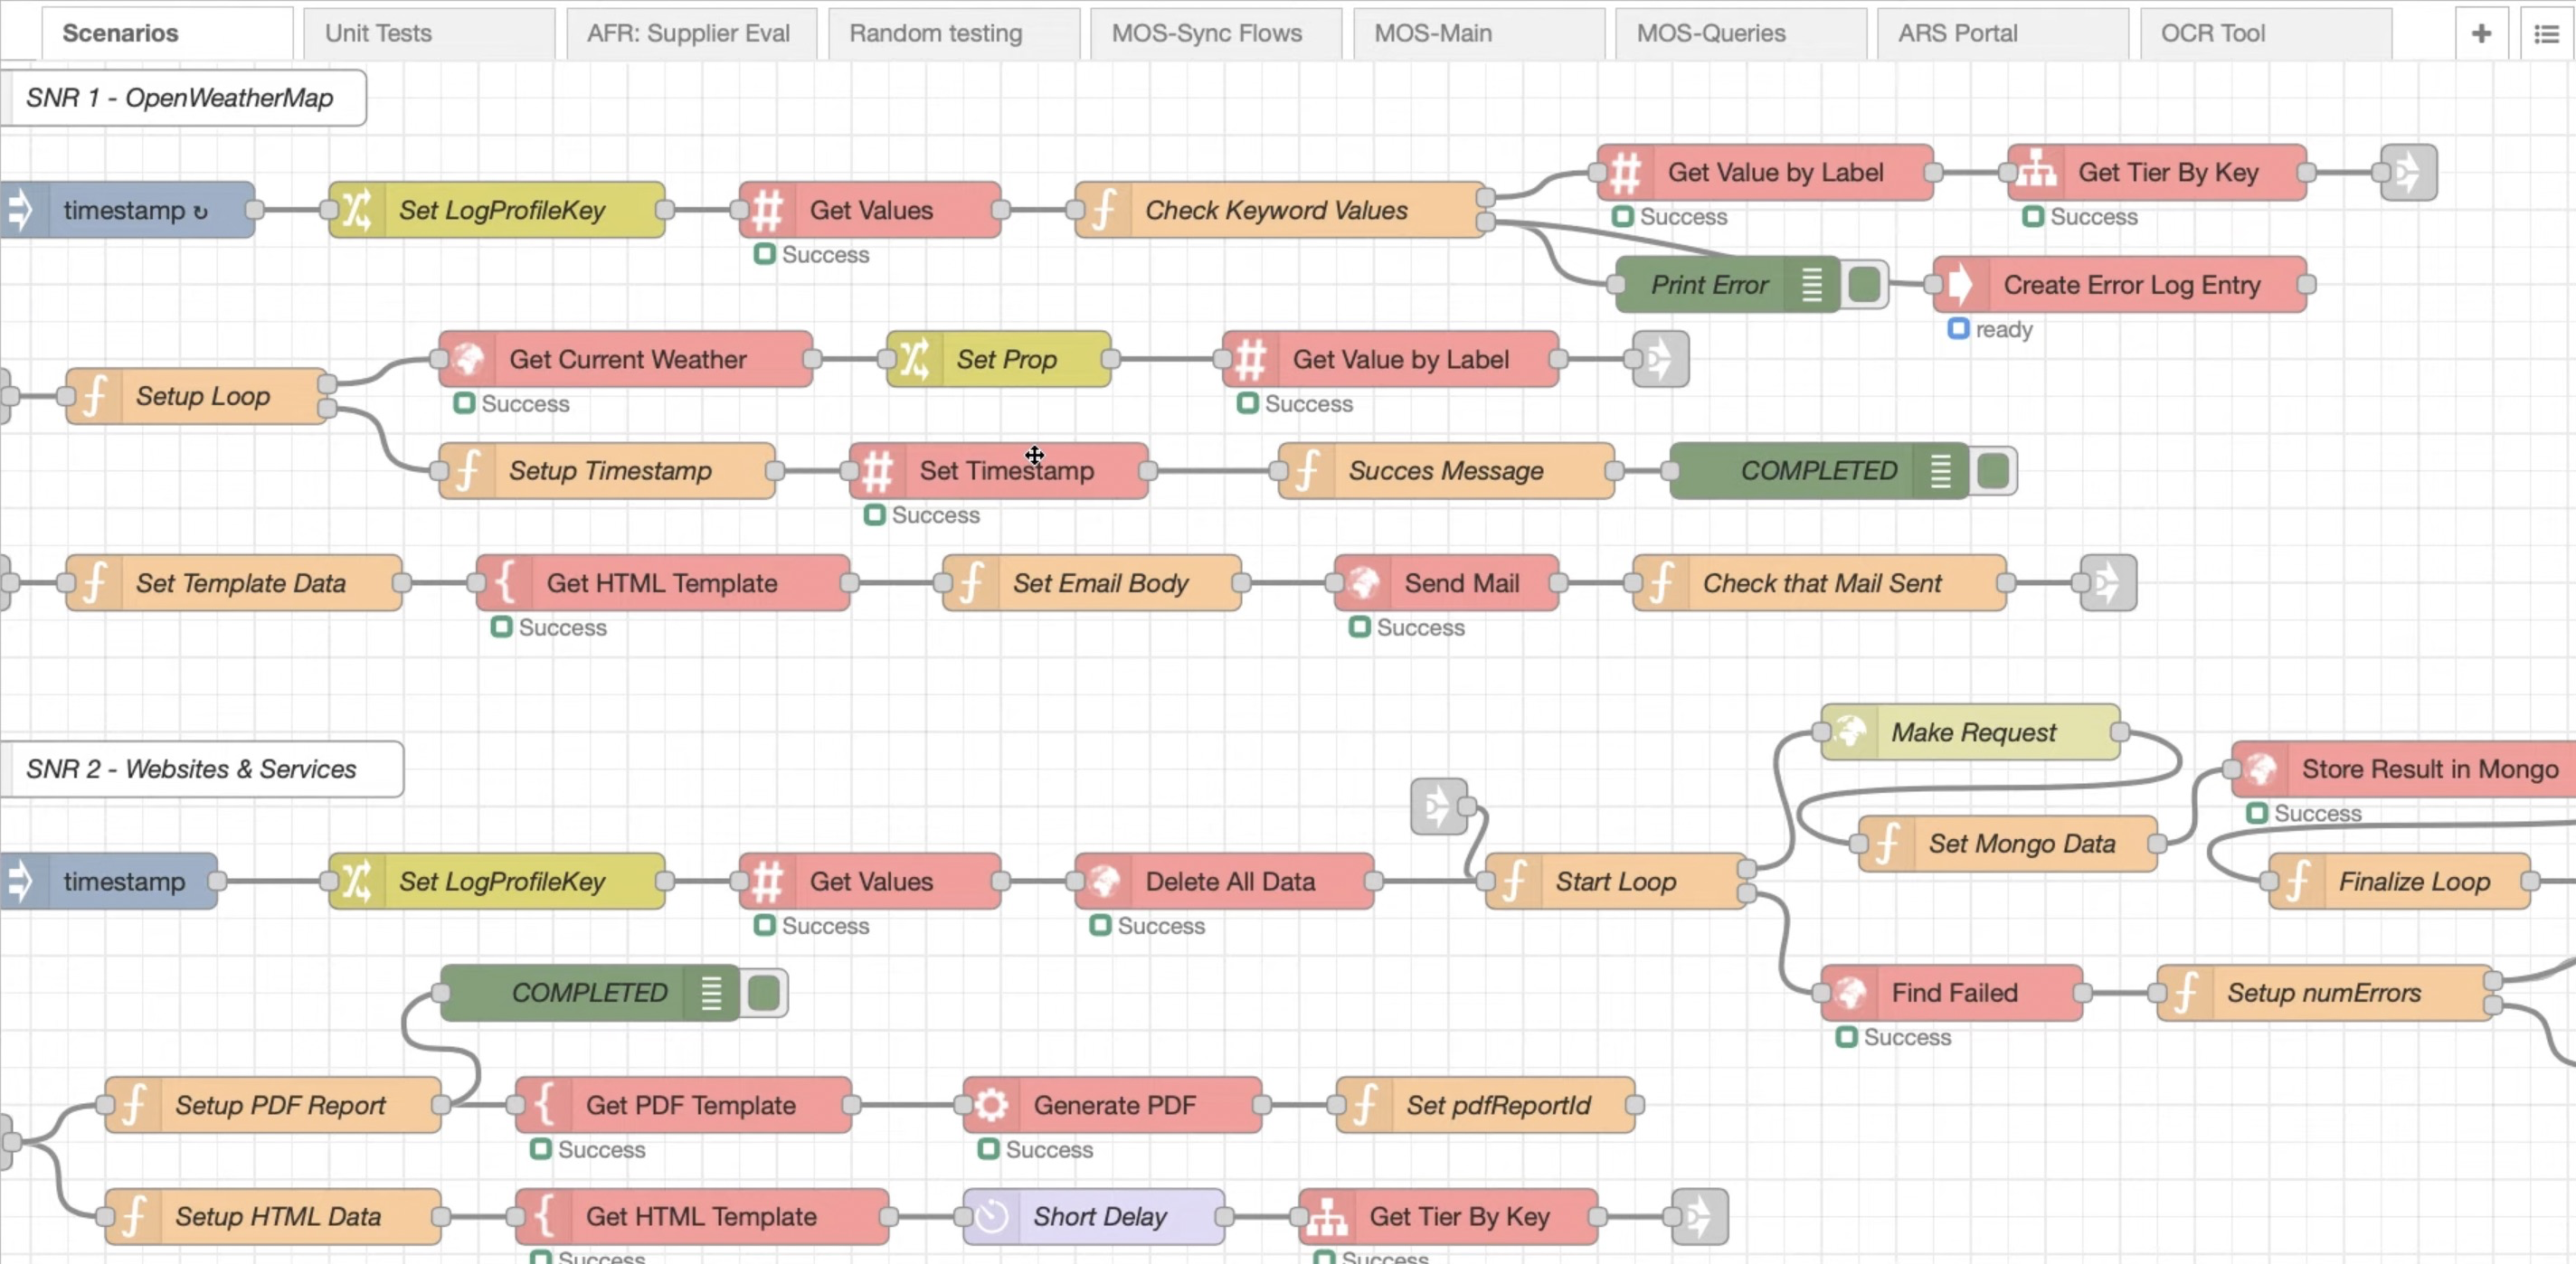 Scenarios
Unit Tests
AFR: Supplier Eval
Random testing
MOS-Sync Flows
MOS-Main
MOS-Queries
ARS Portal
OCR Tool
SNR 1 - OpenWeatherMap
timestamp ↻
Set LogProfileKey
Get Values
Success
Check Keyword Values
Get Value by Label
Success
Get Tier By Key
Success
Print Error
Create Error Log Entry
ready
Setup Loop
Get Current Weather
Success
Set Prop
Get Value by Label
Success
Setup Timestamp
Set Timestamp
Success
Succes Message
COMPLETED
Set Template Data
Get HTML Template
Success
Set Email Body
Send Mail
Success
Check that Mail Sent
SNR 2 - Websites & Services
timestamp
Set LogProfileKey
Get Values
Success
Delete All Data
Success
Start Loop
Make Request
Set Mongo Data
Store Result in Mongo
Success
Finalize Loop
Find Failed
Success
Setup numErrors
COMPLETED
Setup PDF Report
Get PDF Template
Success
Generate PDF
Success
Set pdfReportId
Setup HTML Data
Get HTML Template
Success
Short Delay
Get Tier By Key
Success